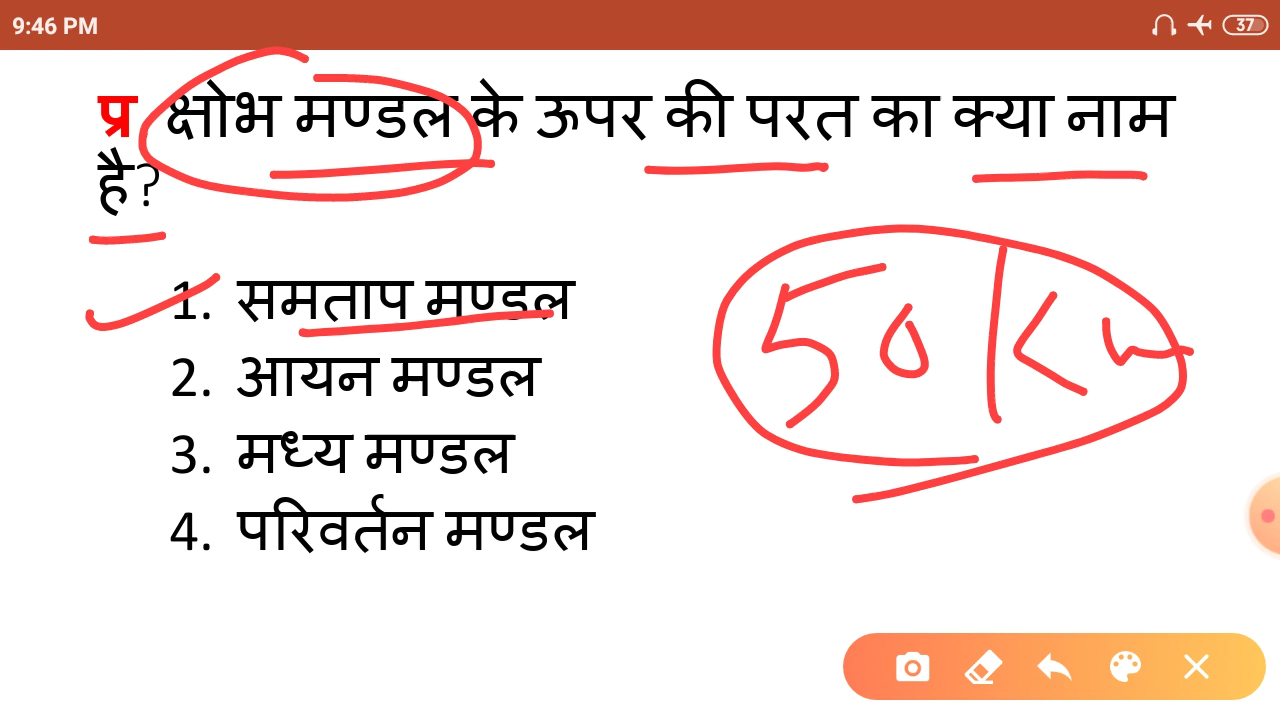 9:46 PM
37
प्र क्षोभ मण्डल के ऊपर की परत का क्या नाम
है?
1. समताप मण्डल
50 Km
2. आयन मण्डल
3. मध्य मण्डल
4. परिवर्तन मण्डल